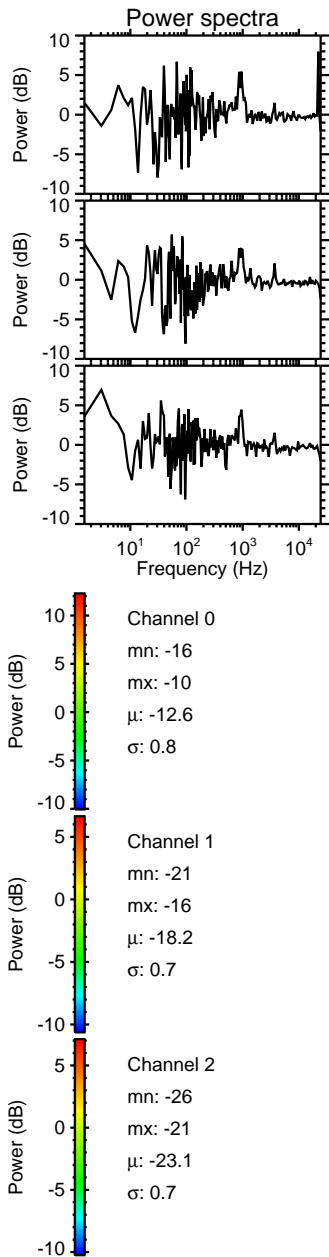 Power spectra
10
5
0
-5
-10
Power (dB)
10
5
0
-5
-10
Power (dB)
10
5
0
-5
-10
Power (dB)
10¹ 10² 10³ 10⁴
Frequency (Hz)
10
5
0
-5
-10
Power (dB)
Channel 0
mn: -16
mx: -10
μ: -12.6
σ: 0.8
5
0
-5
-10
Power (dB)
Channel 1
mn: -21
mx: -16
μ: -18.2
σ: 0.7
5
0
-5
-10
Power (dB)
Channel 2
mn: -26
mx: -21
μ: -23.1
σ: 0.7